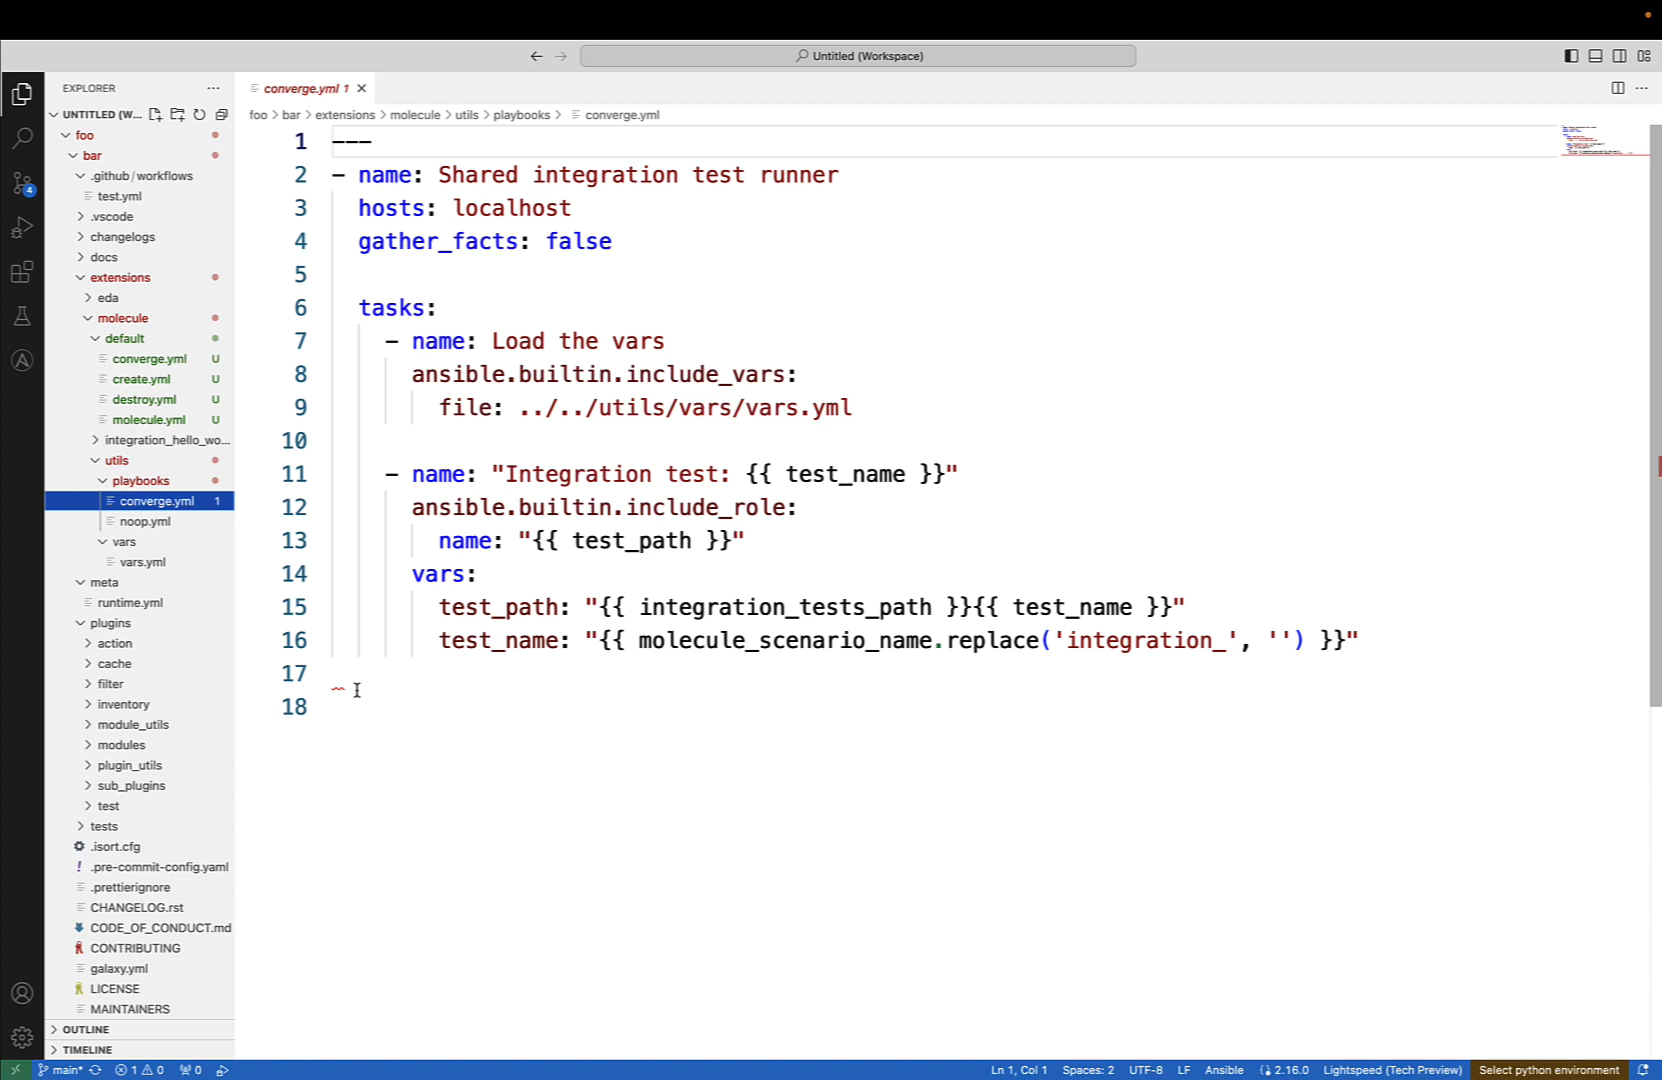 Untitled (Workspace)
EXPLORER
UNTITLED (W...
foo
bar
.github/workflows
test.yml
.vscode
changelogs
docs
extensions
eda
molecule
default
converge.yml U
create.yml U
destroy.yml U
molecule.yml U
integration_hello_wo...
utils
playbooks
converge.yml 1
noop.yml
vars
vars.yml
meta
runtime.yml
plugins
action
cache
filter
inventory
module_utils
modules
plugin_utils
sub_plugins
test
tests
.isort.cfg
.pre-commit-config.yaml
.prettierignore
CHANGELOG.rst
CODE_OF_CONDUCT.md
CONTRIBUTING
galaxy.yml
LICENSE
MAINTAINERS
OUTLINE
TIMELINE
4
converge.yml 1
foo > bar > extensions > molecule > utils > playbooks > converge.yml
1 ---
2 - name: Shared integration test runner
3 hosts: localhost
4 gather_facts: false
5
6 tasks:
7 - name: Load the vars
8 ansible.builtin.include_vars:
9 file: ../../utils/vars/vars.yml
10
11 - name: "Integration test: {{ test_name }}"
12 ansible.builtin.include_role:
13 name: "{{ test_path }}"
14 vars:
15 test_path: "{{ integration_tests_path }}{{ test_name }}"
16 test_name: "{{ molecule_scenario_name.replace('integration_', '') }}"
17
18
main* 1 0 0 Ln 1, Col 1 Spaces: 2 UTF-8 LF Ansible 2.16.0 Lightspeed (Tech Preview) Select python environment